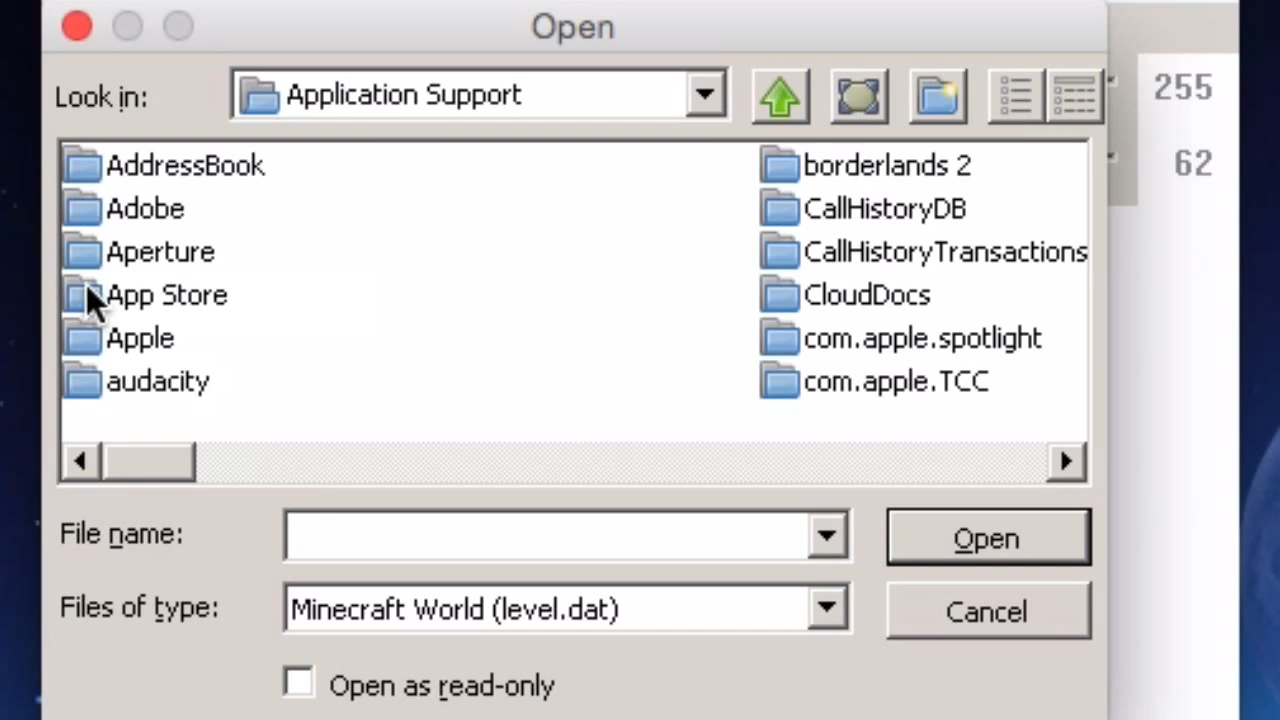 Open
Look in:
Application Support
255
62
AddressBook
Adobe
Aperture
App Store
Apple
audacity
borderlands 2
CallHistoryDB
CallHistoryTransactions
CloudDocs
com.apple.spotlight
com.apple.TCC
File name:
Open
Files of type:
Minecraft World (level.dat)
Cancel
Open as read-only